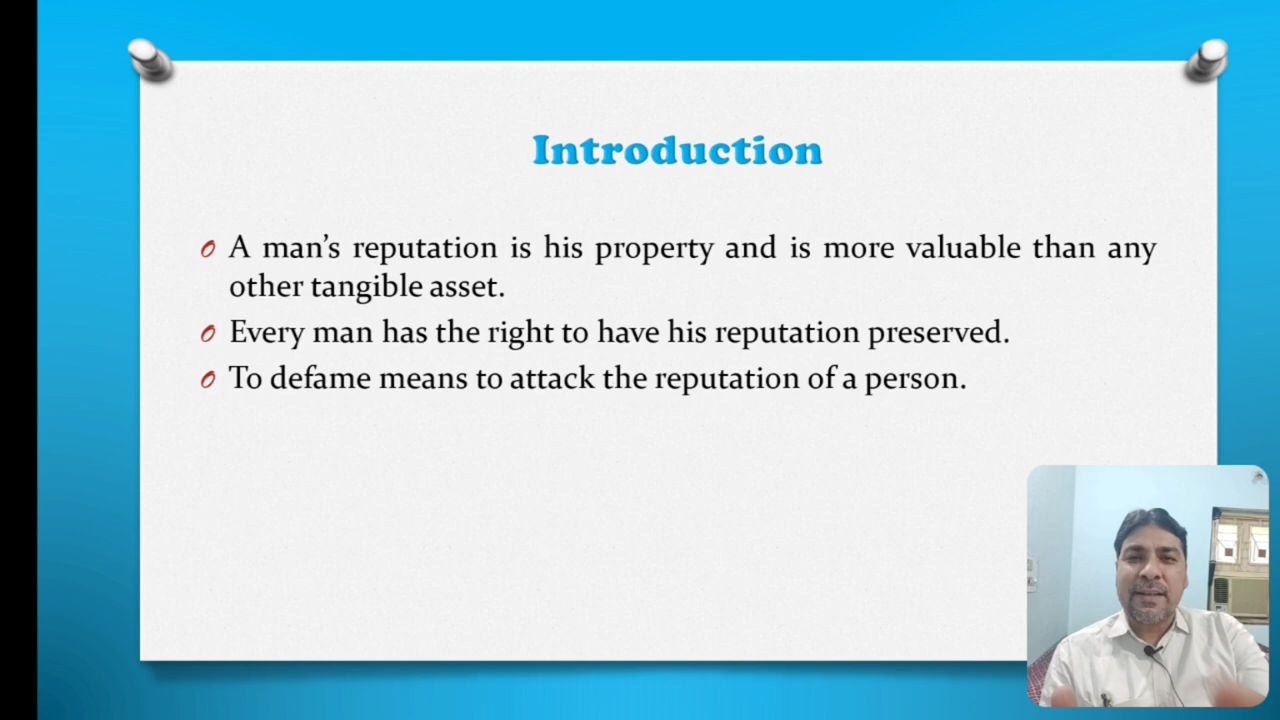 Introduction
A man’s reputation is his property and is more valuable than any
other tangible asset.
Every man has the right to have his reputation preserved.
To defame means to attack the reputation of a person.